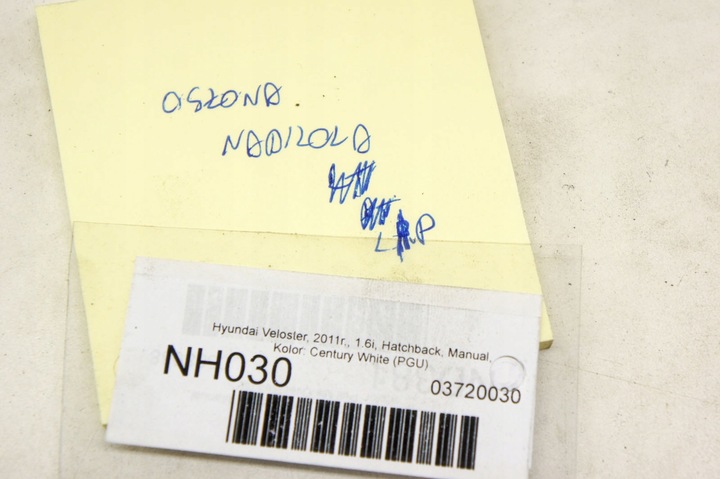 OSŁONA
NADKOLA
L P
Hyundai Veloster, 2011r., 1.6i, Hatchback, Manual,
Kolor: Century White (PGU)
NH030
03720030